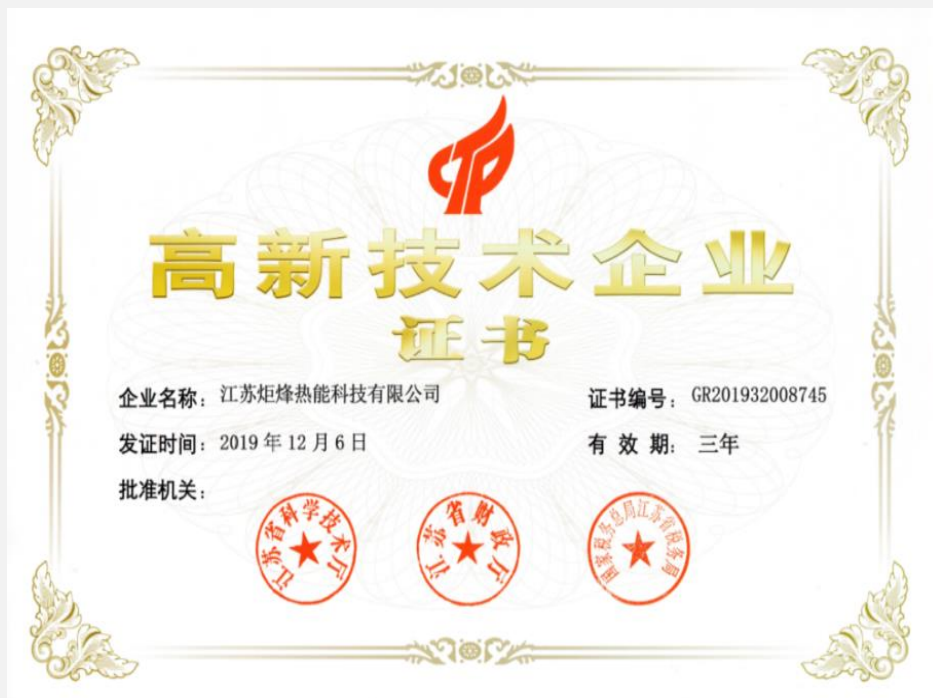 高新技术企业
证书
企业名称：江苏炬烽热能科技有限公司
证书编号：GR201932008745
发证时间：2019年12月6日
有效期：三年
批准机关：
江苏省科学技术厅
江苏省财政厅
国家税务总局江苏省税务局